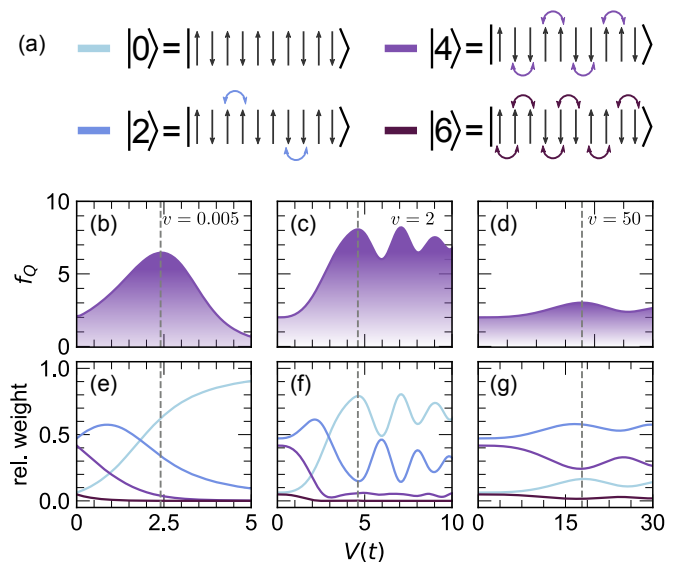 (a) |0⟩=|↑↓↑↓↑↓↑↓↑↓⟩ |4⟩=|↑↓↓↑↑↓↓↑↑↓⟩
|2⟩=|↑↓↑↑↓↑↓↓↑↓⟩ |6⟩=|↑↑↑↓↑↑↓↑↓↓⟩
(b) v = 0.005 (c) v = 2 (d) v = 50
10
5
0
f_Q
(e) (f) (g)
1.0
0.5
0.0
rel. weight
0 2.5 5 0 5 10 0 15 30
V(t)